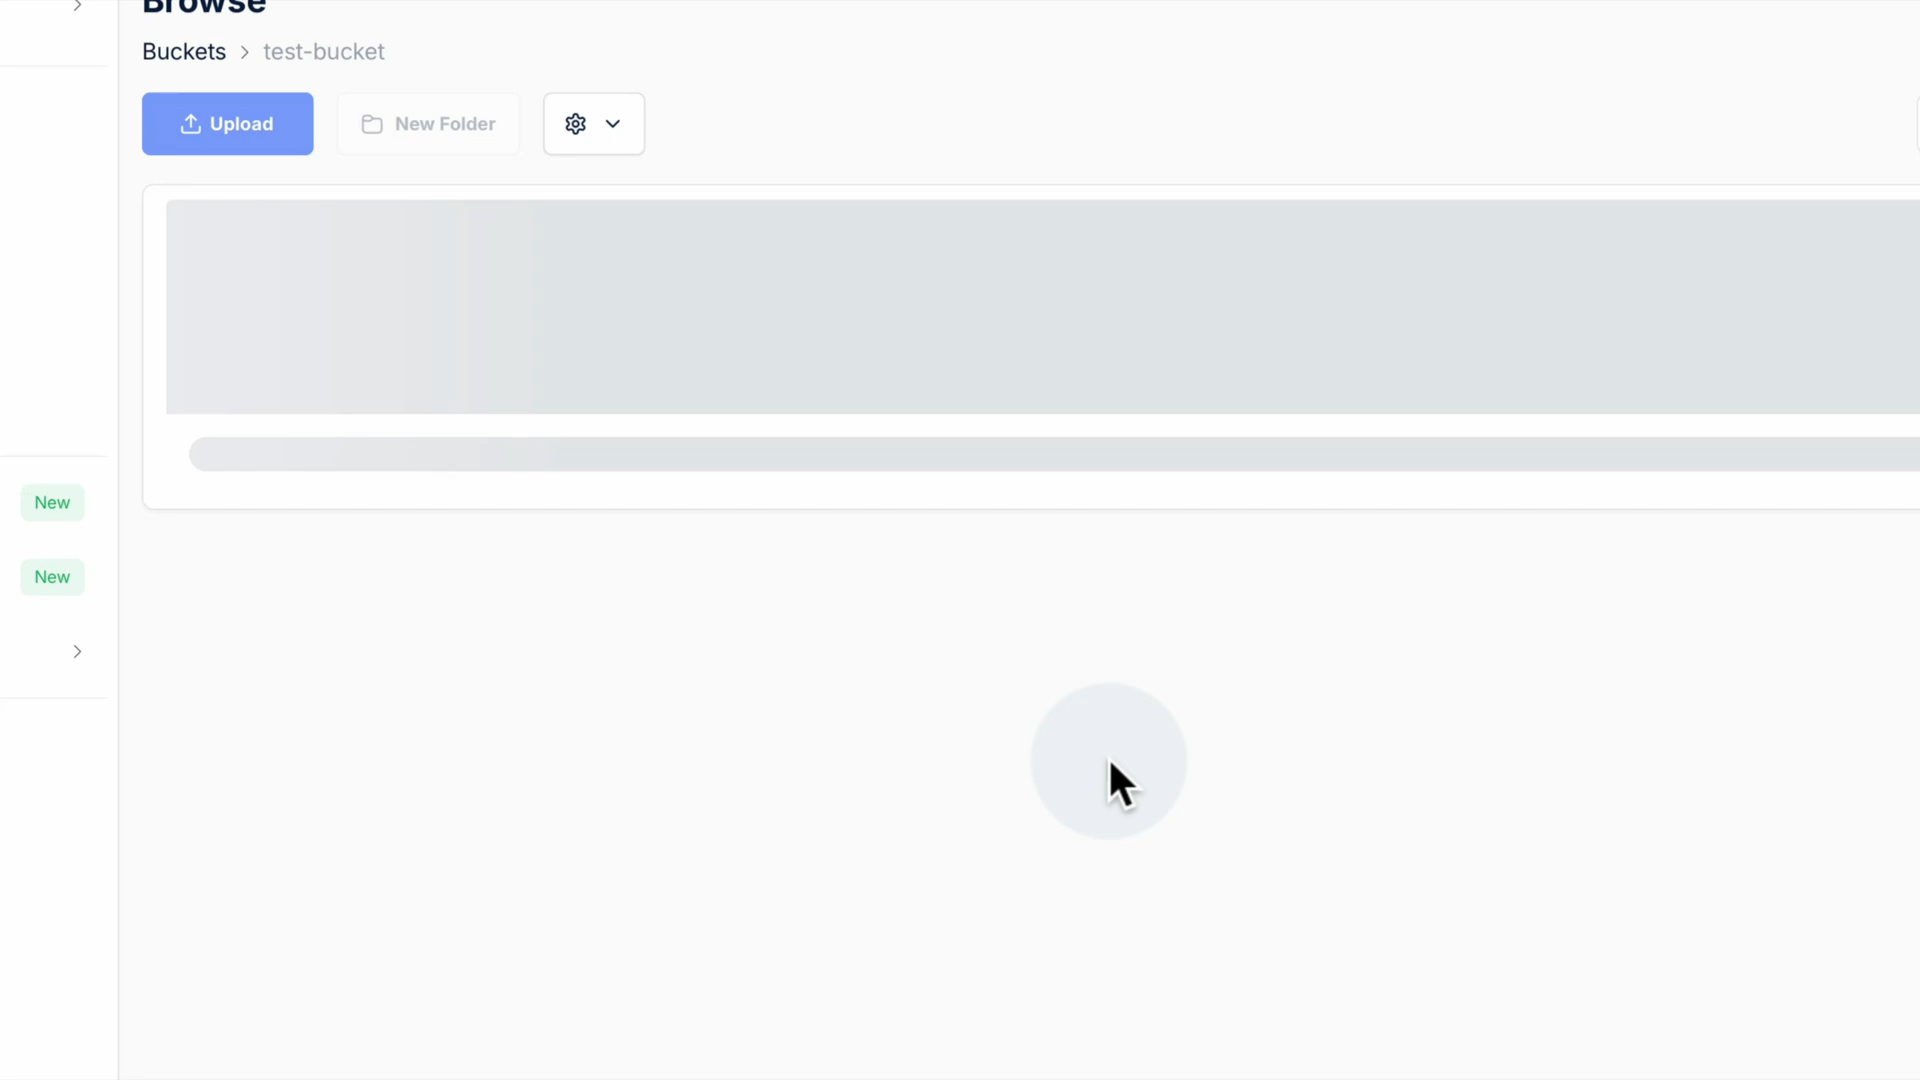 Browse
Buckets > test-bucket
Upload
New Folder
New
New